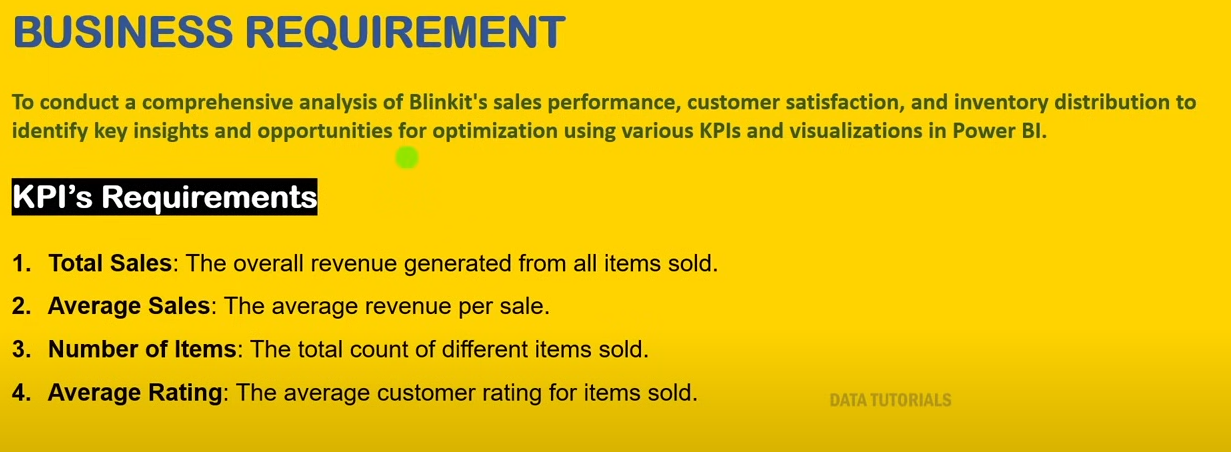 BUSINESS REQUIREMENT
To conduct a comprehensive analysis of Blinkit's sales performance, customer satisfaction, and inventory distribution to
identify key insights and opportunities for optimization using various KPIs and visualizations in Power BI.
KPI’s Requirements
1. Total Sales: The overall revenue generated from all items sold.
2. Average Sales: The average revenue per sale.
3. Number of Items: The total count of different items sold.
4. Average Rating: The average customer rating for items sold.
DATA TUTORIALS